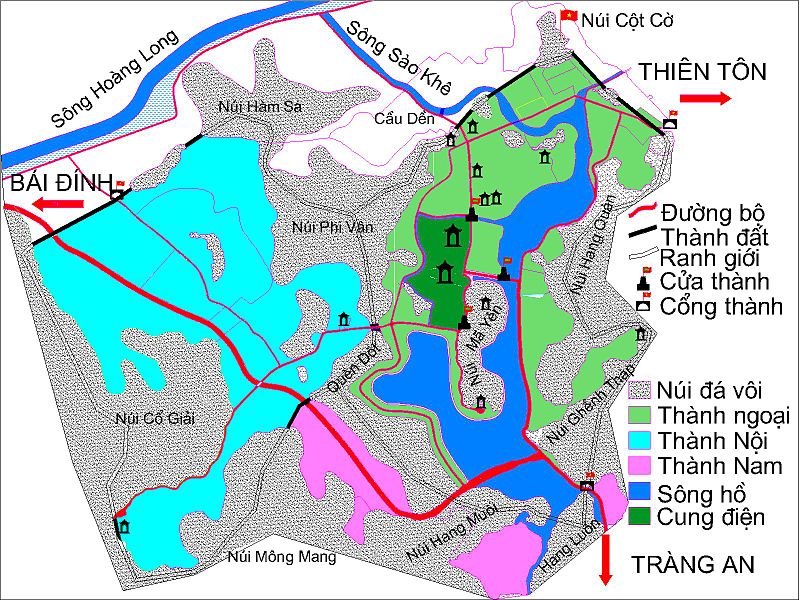 Núi Cột Cờ
Sông Hoàng Long
Sông Sào Khê
THIÊN TÔN
Núi Hàm Sá
Cầu Dền
BÁI ĐÍNH
Núi Phi Vân
Núi Hang Quàn
Đường bộ
Thành đất
Ranh giới
Cửa thành
Cổng thành
Núi Mã Yên
Quèn Dót
Núi Ghềnh Tháp
Núi Cổ Giải
Núi đá vôi
Thành ngoại
Thành Nội
Thành Nam
Sông hồ
Cung điện
Núi Hang Muối
Hang Luồn
Núi Mông Mang
TRÀNG AN